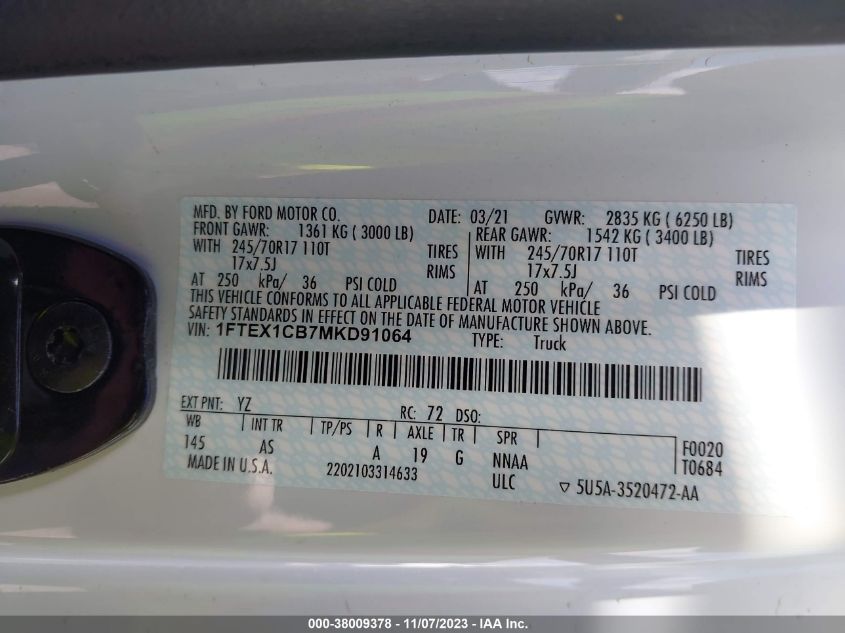 MFD. BY FORD MOTOR CO. DATE: 03/21 GVWR: 2835 KG ( 6250 LB)
FRONT GAWR: 1361 KG ( 3000 LB) REAR GAWR: 1542 KG ( 3400 LB)
WITH 245/70R17 110T TIRES WITH 245/70R17 110T TIRES
17x7.5J RIMS 17x7.5J RIMS
AT 250 kPa/ 36 PSI COLD AT 250 kPa/ 36 PSI COLD
THIS VEHICLE CONFORMS TO ALL APPLICABLE FEDERAL MOTOR VEHICLE
SAFETY STANDARDS IN EFFECT ON THE DATE OF MANUFACTURE SHOWN ABOVE.
VIN: 1FTEX1CB7MKD91064 TYPE: Truck
EXT PNT: YZ RC: 72 DSO:
WB INT TR TP/PS R AXLE TR SPR F0020
145 AS A 19 G NNAA T0684
MADE IN U.S.A. 2202103314633 ULC ▽ 5U5A-3520472-AA
000-38009378 - 11/07/2023 - IAA Inc.